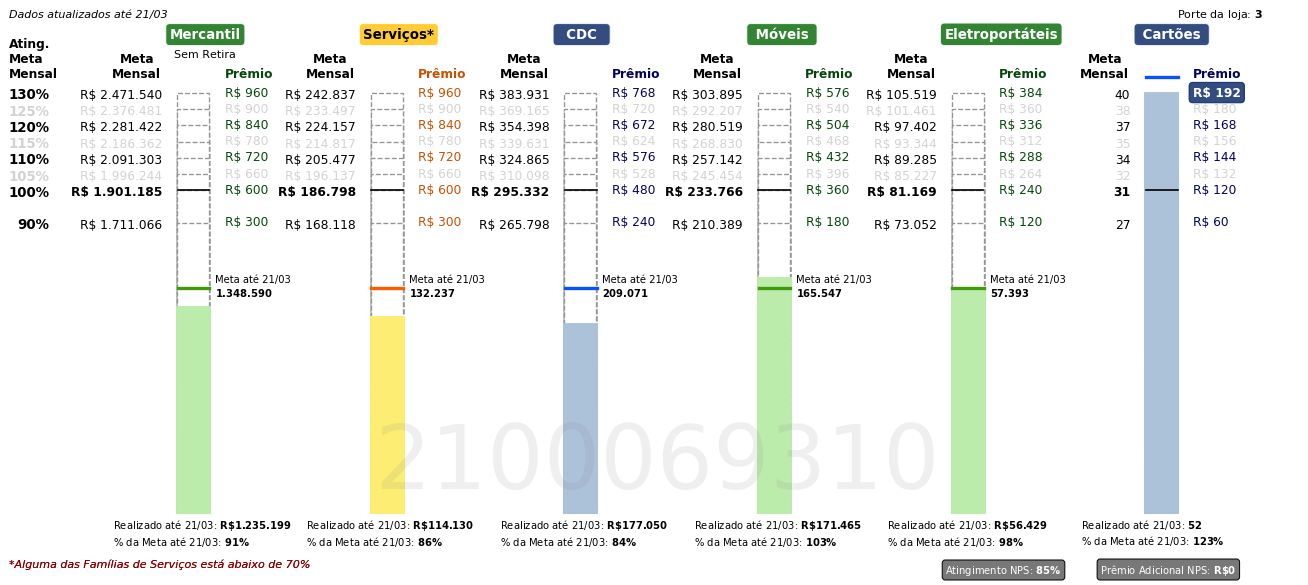 Dados atualizados até 21/03
Porte da loja: 3
Mercantil Serviços* CDC Móveis Eletroportáteis Cartões
Sem Retira
Ating. Meta Mensal
Meta Mensal Prêmio Meta Mensal Prêmio Meta Mensal Prêmio Meta Mensal Prêmio Meta Mensal Prêmio Meta Mensal Prêmio
130% R$ 2.471.540 R$ 960 R$ 242.837 R$ 960 R$ 383.931 R$ 768 R$ 303.895 R$ 576 R$ 105.519 R$ 384 40 R$ 192
125% R$ 2.376.481 R$ 900 R$ 233.497 R$ 900 R$ 369.165 R$ 720 R$ 292.207 R$ 540 R$ 101.461 R$ 360 38 R$ 180
120% R$ 2.281.422 R$ 840 R$ 224.157 R$ 840 R$ 354.398 R$ 672 R$ 280.519 R$ 504 R$ 97.402 R$ 336 37 R$ 168
115% R$ 2.186.362 R$ 780 R$ 214.817 R$ 780 R$ 339.631 R$ 624 R$ 268.830 R$ 468 R$ 93.344 R$ 312 35 R$ 156
110% R$ 2.091.303 R$ 720 R$ 205.477 R$ 720 R$ 324.865 R$ 576 R$ 257.142 R$ 432 R$ 89.285 R$ 288 34 R$ 144
105% R$ 1.996.244 R$ 660 R$ 196.137 R$ 660 R$ 310.098 R$ 528 R$ 245.454 R$ 396 R$ 85.227 R$ 264 32 R$ 132
100% R$ 1.901.185 R$ 600 R$ 186.798 R$ 600 R$ 295.332 R$ 480 R$ 233.766 R$ 360 R$ 81.169 R$ 240 31 R$ 120
90% R$ 1.711.066 R$ 300 R$ 168.118 R$ 300 R$ 265.798 R$ 240 R$ 210.389 R$ 180 R$ 73.052 R$ 120 27 R$ 60
Meta até 21/03 Meta até 21/03 Meta até 21/03 Meta até 21/03 Meta até 21/03
1.348.590 132.237 209.071 165.547 57.393
2100069310
Realizado até 21/03: R$1.235.199 Realizado até 21/03: R$114.130 Realizado até 21/03: R$177.050 Realizado até 21/03: R$171.465 Realizado até 21/03: R$56.429 Realizado até 21/03: 52
% da Meta até 21/03: 91% % da Meta até 21/03: 86% % da Meta até 21/03: 84% % da Meta até 21/03: 103% % da Meta até 21/03: 98% % da Meta até 21/03: 123%
*Alguma das Famílias de Serviços está abaixo de 70%
Atingimento NPS: 85% Prêmio Adicional NPS: R$0